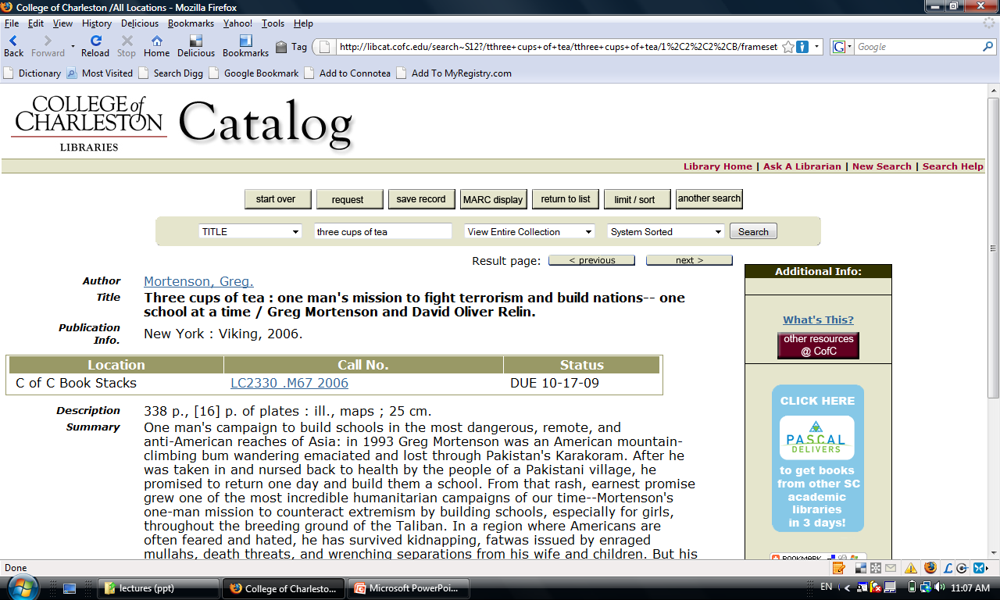 College of Charleston /All Locations - Mozilla Firefox
File Edit View History Delicious Bookmarks Yahoo! Tools Help
Back Forward Reload Stop Home Delicious Bookmarks Tag http://libcat.cofc.edu/search~S12?/tthree+cups+of+tea/tthree+cups+of+tea/1%2C2%2C2%2CB/frameset G Google
Dictionary Most Visited Search Digg Google Bookmark Add to Connotea Add To MyRegistry.com
COLLEGE of
CHARLESTON
LIBRARIES
Catalog
Library Home | Ask A Librarian | New Search | Search Help
start over request save record MARC display return to list limit / sort another search
TITLE three cups of tea View Entire Collection System Sorted Search
Result page: < previous next >
Author Mortenson, Greg.
Title Three cups of tea : one man's mission to fight terrorism and build nations-- one
school at a time / Greg Mortenson and David Oliver Relin.
Publication
Info. New York : Viking, 2006.
Location Call No. Status
C of C Book Stacks LC2330 .M67 2006 DUE 10-17-09
Description 338 p., [16] p. of plates : ill., maps ; 25 cm.
Summary One man's campaign to build schools in the most dangerous, remote, and
anti-American reaches of Asia: in 1993 Greg Mortenson was an American mountain-
climbing bum wandering emaciated and lost through Pakistan's Karakoram. After he
was taken in and nursed back to health by the people of a Pakistani village, he
promised to return one day and build them a school. From that rash, earnest promise
grew one of the most incredible humanitarian campaigns of our time--Mortenson's
one-man mission to counteract extremism by building schools, especially for girls,
throughout the breeding ground of the Taliban. In a region where Americans are
often feared and hated, he has survived kidnapping, fatwas issued by enraged
mullahs, death threats, and wrenching separations from his wife and children. But his
Additional Info:
What's This?
other resources
@ CofC
CLICK HERE
PASCAL
DELIVERS
to get books
from other SC
academic
libraries
in 3 days!
BOOKMARK
Done
lectures (ppt) College of Charlesto... Microsoft PowerPoi... EN 11:07 AM